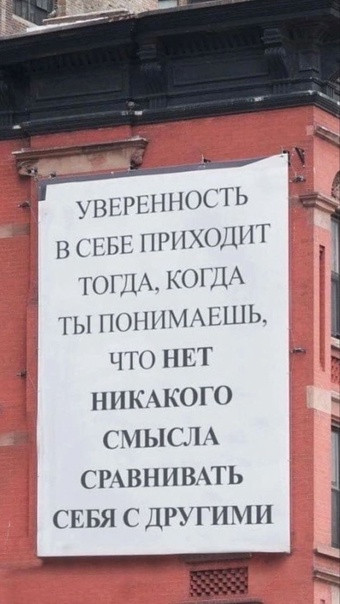 УВЕРЕННОСТЬ
В СЕБЕ ПРИХОДИТ
ТОГДА, КОГДА
ТЫ ПОНИМАЕШЬ,
ЧТО НЕТ
НИКАКОГО
СМЫСЛА
СРАВНИВАТЬ
СЕБЯ С ДРУГИМИ